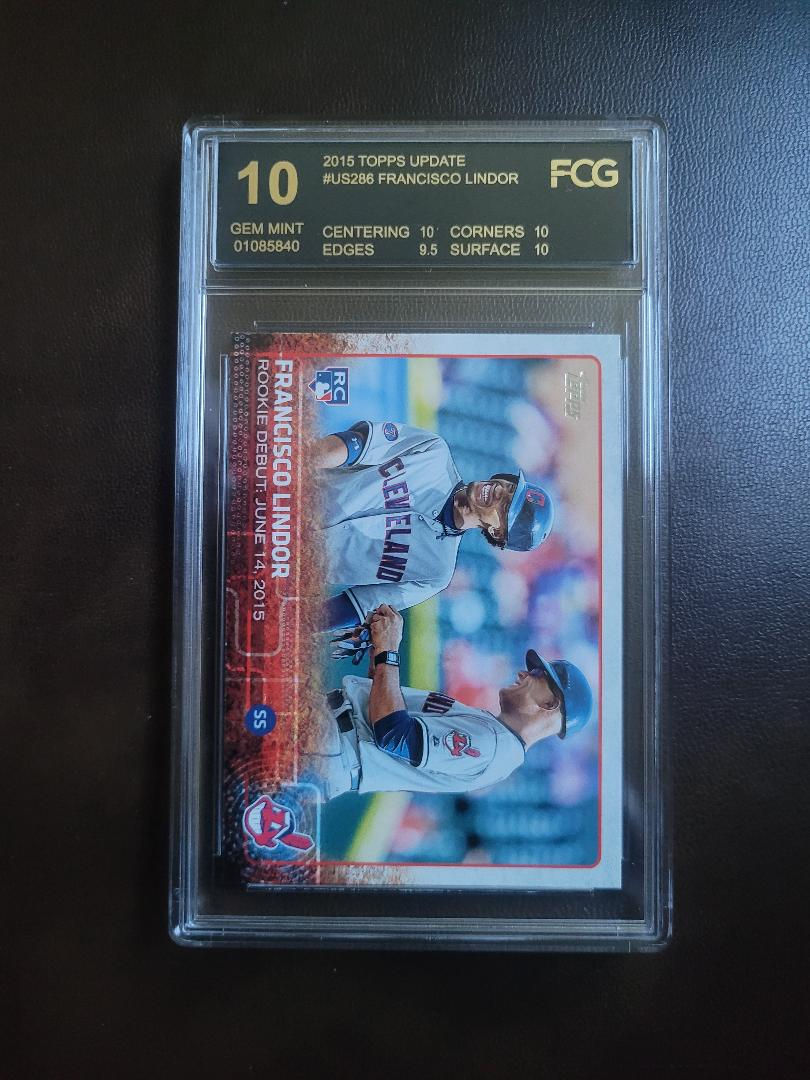 10
GEM MINT
01085840
2015 TOPPS UPDATE
#US286 FRANCISCO LINDOR
CENTERING 10 CORNERS 10
EDGES 9.5 SURFACE 10
FCG
Topps
RC
CLEVELAND
C
FRANCISCO LINDOR
ROOKIE DEBUT: JUNE 14, 2015
SS